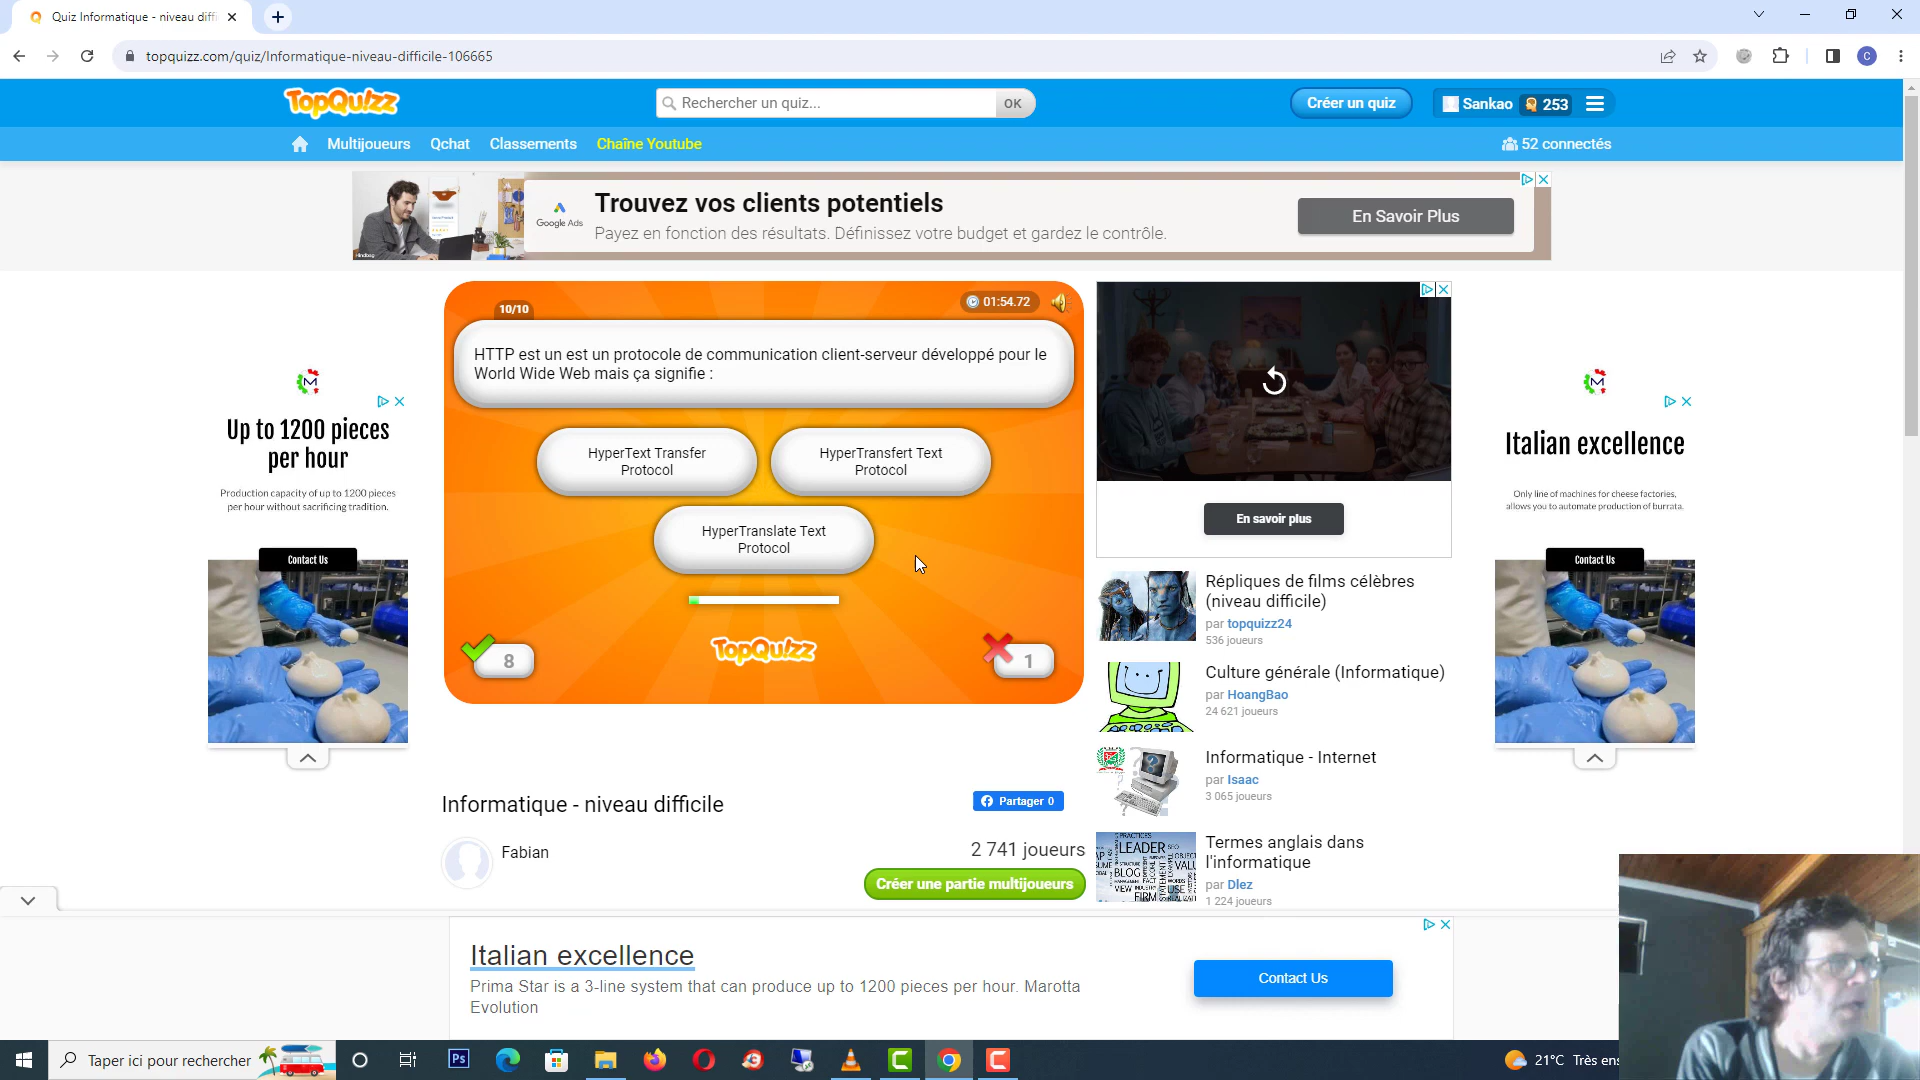 Quiz Informatique - niveau diffi
topquizz.com/quiz/Informatique-niveau-difficile-106665
C
TopQuizz
Rechercher un quiz...
OK
Créer un quiz
Sankao
253
Multijoueurs
Qchat
Classements
Chaîne Youtube
52 connectés
Hindbag
Google Ads
Trouvez vos clients potentiels
Payez en fonction des résultats. Définissez votre budget et gardez le contrôle.
En Savoir Plus
10/10
01:54.72
HTTP est un est un protocole de communication client-serveur développé pour le
World Wide Web mais ça signifie :
HyperText Transfer
Protocol
HyperTransfert Text
Protocol
HyperTranslate Text
Protocol
8
TopQuizz
1
Informatique - niveau difficile
Partager 0
Fabian
2 741 joueurs
Créer une partie multijoueurs
M
Up to 1200 pieces
per hour
Production capacity of up to 1200 pieces
per hour without sacrificing tradition.
Contact Us
En savoir plus
Répliques de films célèbres
(niveau difficile)
par topquizz24
536 joueurs
Culture générale (Informatique)
par HoangBao
24 621 joueurs
Informatique - Internet
par Isaac
3 065 joueurs
Termes anglais dans
l'informatique
par Dlez
1 224 joueurs
PRACTICES
LEADER
BLOG
VIEW
FIRM
M
Italian excellence
Only line of machines for cheese factories,
allows you to automate production of burrata.
Contact Us
Italian excellence
Prima Star is a 3-line system that can produce up to 1200 pieces per hour. Marotta
Evolution
Contact Us
Taper ici pour rechercher
Ps
21°C Très ens